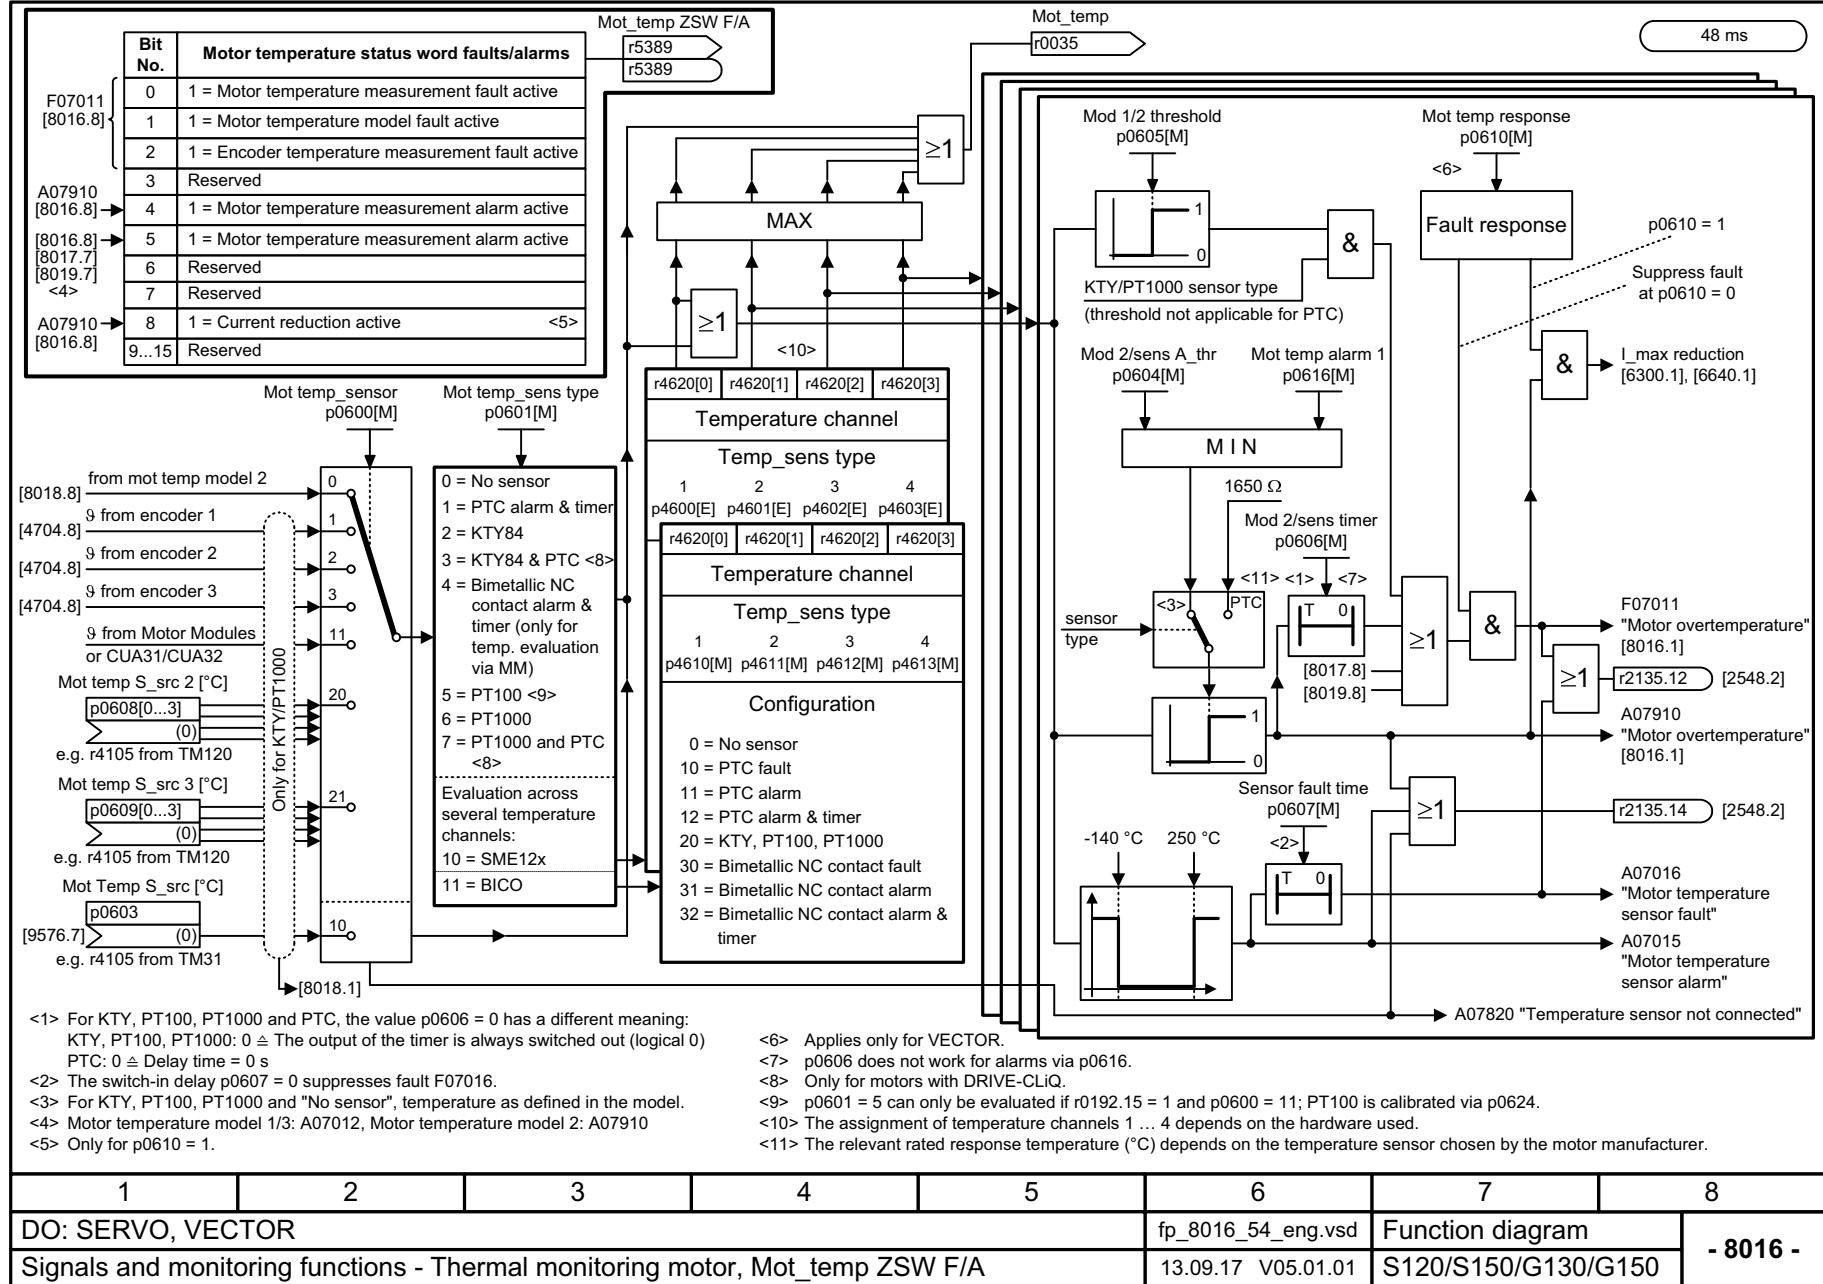 Mot_temp ZSW F/A
r5389
r5389
Mot_temp
r0035
48 ms
Bit No.
Motor temperature status word faults/alarms
0 1 = Motor temperature measurement fault active
1 1 = Motor temperature model fault active
2 1 = Encoder temperature measurement fault active
3 Reserved
4 1 = Motor temperature measurement alarm active
5 1 = Motor temperature measurement alarm active
6 Reserved
7 Reserved
8 1 = Current reduction active <5>
9...15 Reserved
F07011
[8016.8]
A07910
[8016.8]
[8016.8]
[8017.7]
[8019.7]
<4>
A07910
[8016.8]
≥1
MAX
≥1
<10>
Mot temp_sensor
p0600[M]
Mot temp_sens type
p0601[M]
from mot temp model 2
[8018.8]
ϑ from encoder 1
[4704.8]
ϑ from encoder 2
[4704.8]
ϑ from encoder 3
[4704.8]
ϑ from Motor Modules
or CUA31/CUA32
Mot temp S_src 2 [°C]
p0608[0...3]
(0)
e.g. r4105 from TM120
Mot temp S_src 3 [°C]
p0609[0...3]
(0)
e.g. r4105 from TM120
Mot Temp S_src [°C]
p0603
[9576.7]
(0)
e.g. r4105 from TM31
Only for KTY/PT1000
[8018.1]
0
1
2
3
11
20
21
10
0 = No sensor
1 = PTC alarm & timer
2 = KTY84
3 = KTY84 & PTC <8>
4 = Bimetallic NC
contact alarm &
timer (only for
temp. evaluation
via MM)
5 = PT100 <9>
6 = PT1000
7 = PT1000 and PTC
<8>
Evaluation across
several temperature
channels:
10 = SME12x
11 = BICO
r4620[0] r4620[1] r4620[2] r4620[3]
Temperature channel
Temp_sens type
1 2 3 4
p4600[E] p4601[E] p4602[E] p4603[E]
r4620[0] r4620[1] r4620[2] r4620[3]
Temperature channel
Temp_sens type
1 2 3 4
p4610[M] p4611[M] p4612[M] p4613[M]
Configuration
0 = No sensor
10 = PTC fault
11 = PTC alarm
12 = PTC alarm & timer
20 = KTY, PT100, PT1000
30 = Bimetallic NC contact fault
31 = Bimetallic NC contact alarm
32 = Bimetallic NC contact alarm &
timer
Mod 1/2 threshold
p0605[M]
1
0
KTY/PT1000 sensor type
(threshold not applicable for PTC)
&
Mot temp response
p0610[M]
<6>
Fault response
p0610 = 1
Suppress fault
at p0610 = 0
&
I_max reduction
[6300.1], [6640.1]
Mod 2/sens A_thr
p0604[M]
Mot temp alarm 1
p0616[M]
M I N
1650 Ω
Mod 2/sens timer
p0606[M]
<11> <1> <7>
<3> PTC
sensor
type
T 0
[8017.8]
[8019.8]
≥1
&
F07011
"Motor overtemperature"
[8016.1]
≥1
r2135.12 [2548.2]
1
0
A07910
"Motor overtemperature"
[8016.1]
Sensor fault time
p0607[M]
<2>
T 0
-140 °C 250 °C
≥1
r2135.14 [2548.2]
A07016
"Motor temperature
sensor fault"
A07015
"Motor temperature
sensor alarm"
A07820 "Temperature sensor not connected"
<1> For KTY, PT100, PT1000 and PTC, the value p0606 = 0 has a different meaning:
KTY, PT100, PT1000: 0 ≙ The output of the timer is always switched out (logical 0)
PTC: 0 ≙ Delay time = 0 s
<2> The switch-in delay p0607 = 0 suppresses fault F07016.
<3> For KTY, PT100, PT1000 and "No sensor", temperature as defined in the model.
<4> Motor temperature model 1/3: A07012, Motor temperature model 2: A07910
<5> Only for p0610 = 1.
<6> Applies only for VECTOR.
<7> p0606 does not work for alarms via p0616.
<8> Only for motors with DRIVE-CLiQ.
<9> p0601 = 5 can only be evaluated if r0192.15 = 1 and p0600 = 11; PT100 is calibrated via p0624.
<10> The assignment of temperature channels 1 … 4 depends on the hardware used.
<11> The relevant rated response temperature (°C) depends on the temperature sensor chosen by the motor manufacturer.
1 2 3 4 5 6 7 8
DO: SERVO, VECTOR
fp_8016_54_eng.vsd
Function diagram
- 8016 -
Signals and monitoring functions - Thermal monitoring motor, Mot_temp ZSW F/A
13.09.17 V05.01.01
S120/S150/G130/G150